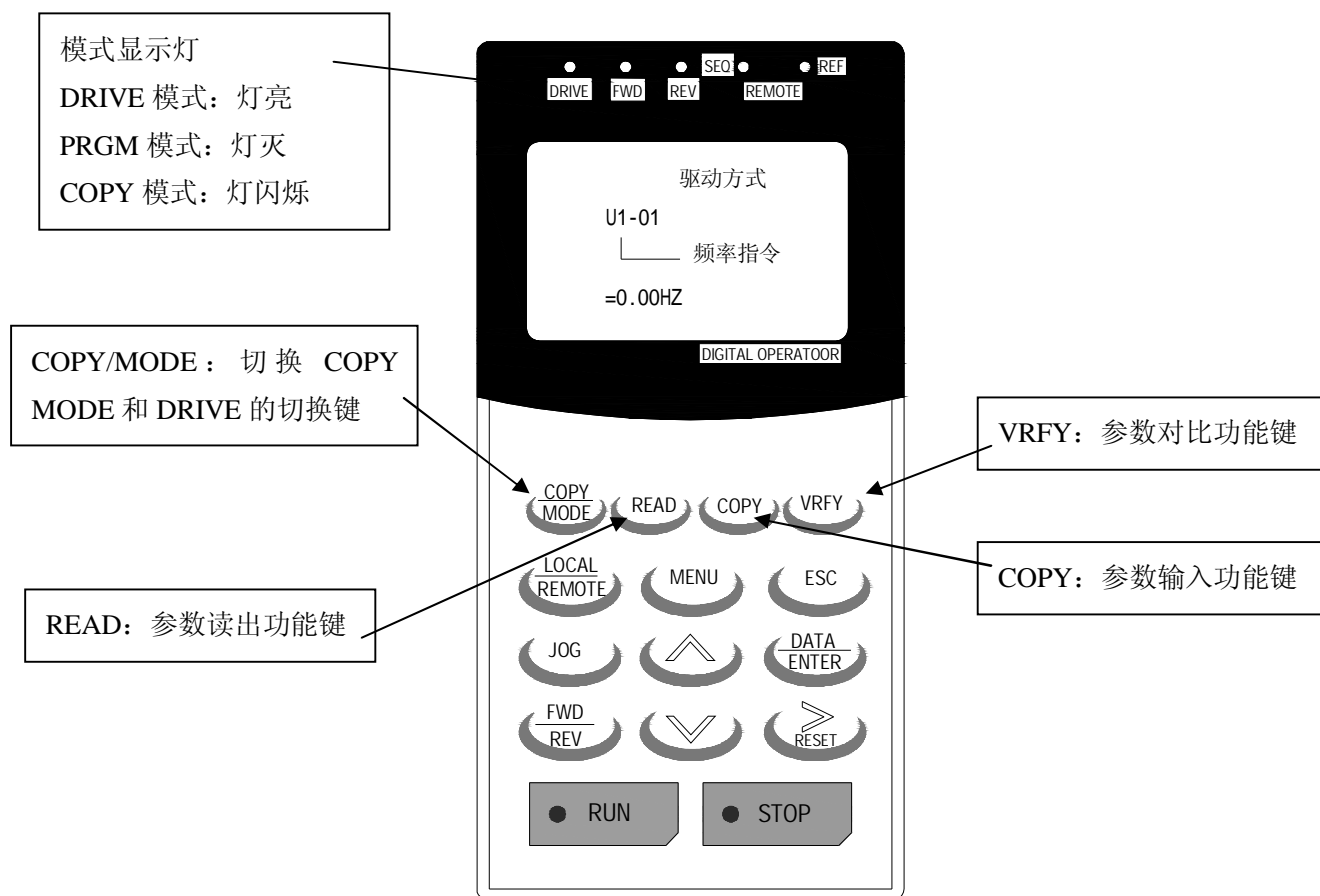 模式显示灯
DRIVE 模式：灯亮
PRGM 模式：灯灭
COPY 模式：灯闪烁
SEQ REF
DRIVE FWD REV REMOTE
驱动方式
U1-01
频率指令
=0.00HZ
DIGITAL OPERATOOR
COPY/MODE：切换 COPY
MODE 和 DRIVE 的切换键
VRFY：参数对比功能键
COPY
MODE
READ
COPY
VRFY
COPY：参数输入功能键
LOCAL
REMOTE
MENU
ESC
READ：参数读出功能键
JOG
DATA
ENTER
FWD
REV
RESET
RUN
STOP